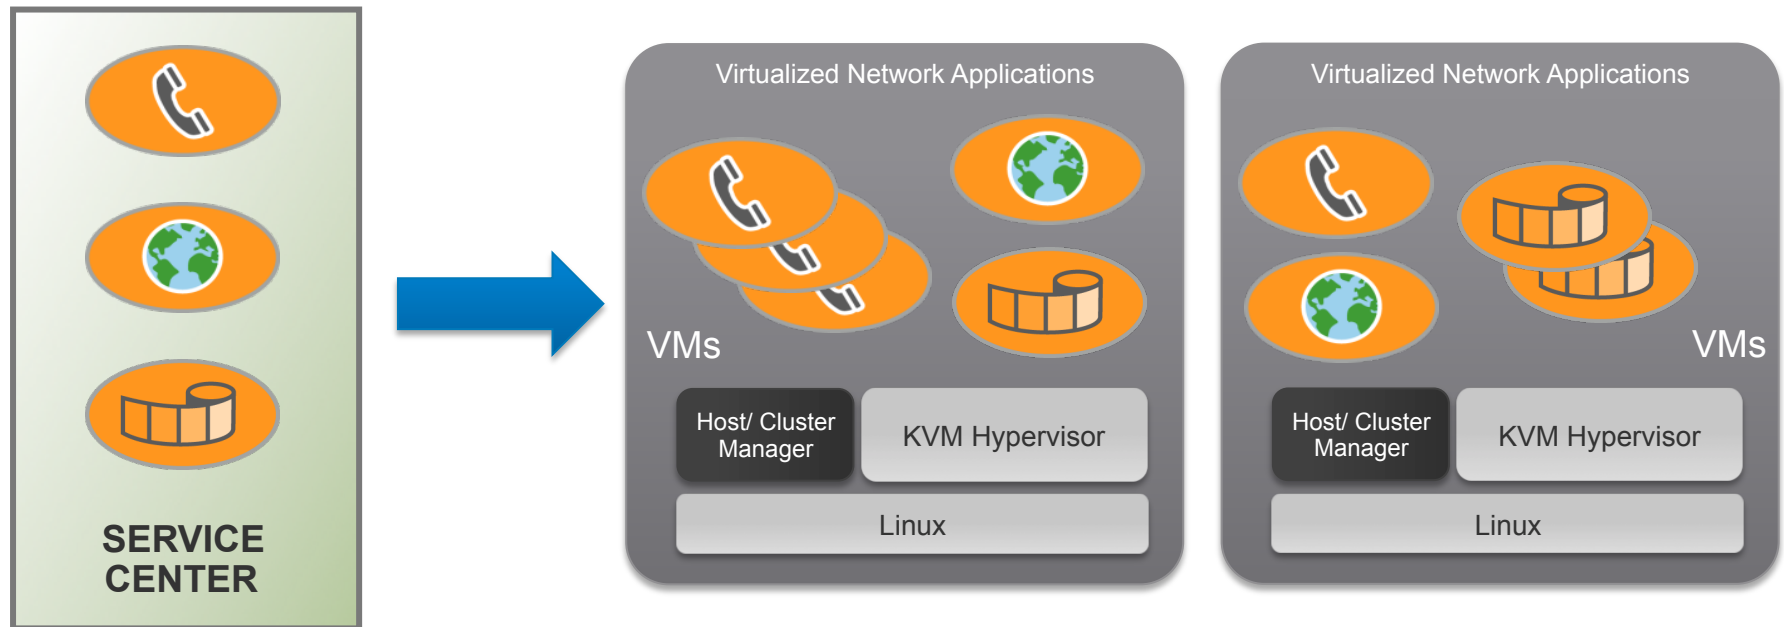 SERVICE
CENTER
Virtualized Network Applications
VMs
Host/ Cluster
Manager
KVM Hypervisor
Linux
Virtualized Network Applications
VMs
Host/ Cluster
Manager
KVM Hypervisor
Linux